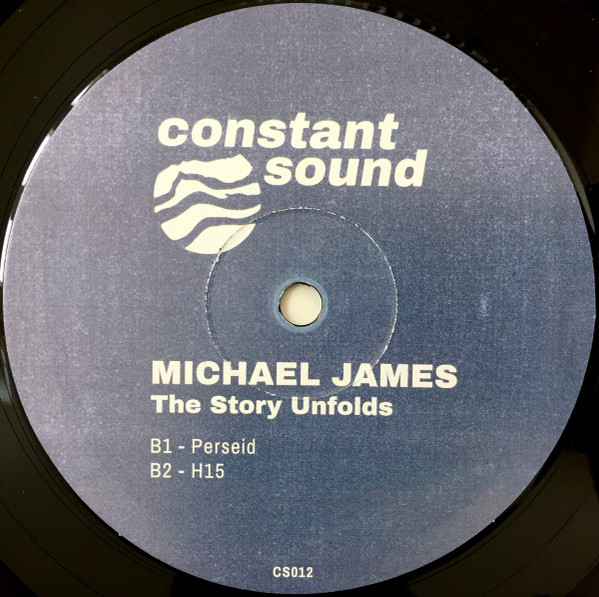 constant
sound
MICHAEL JAMES
The Story Unfolds
B1 - Perseid
B2 - H15
CS012